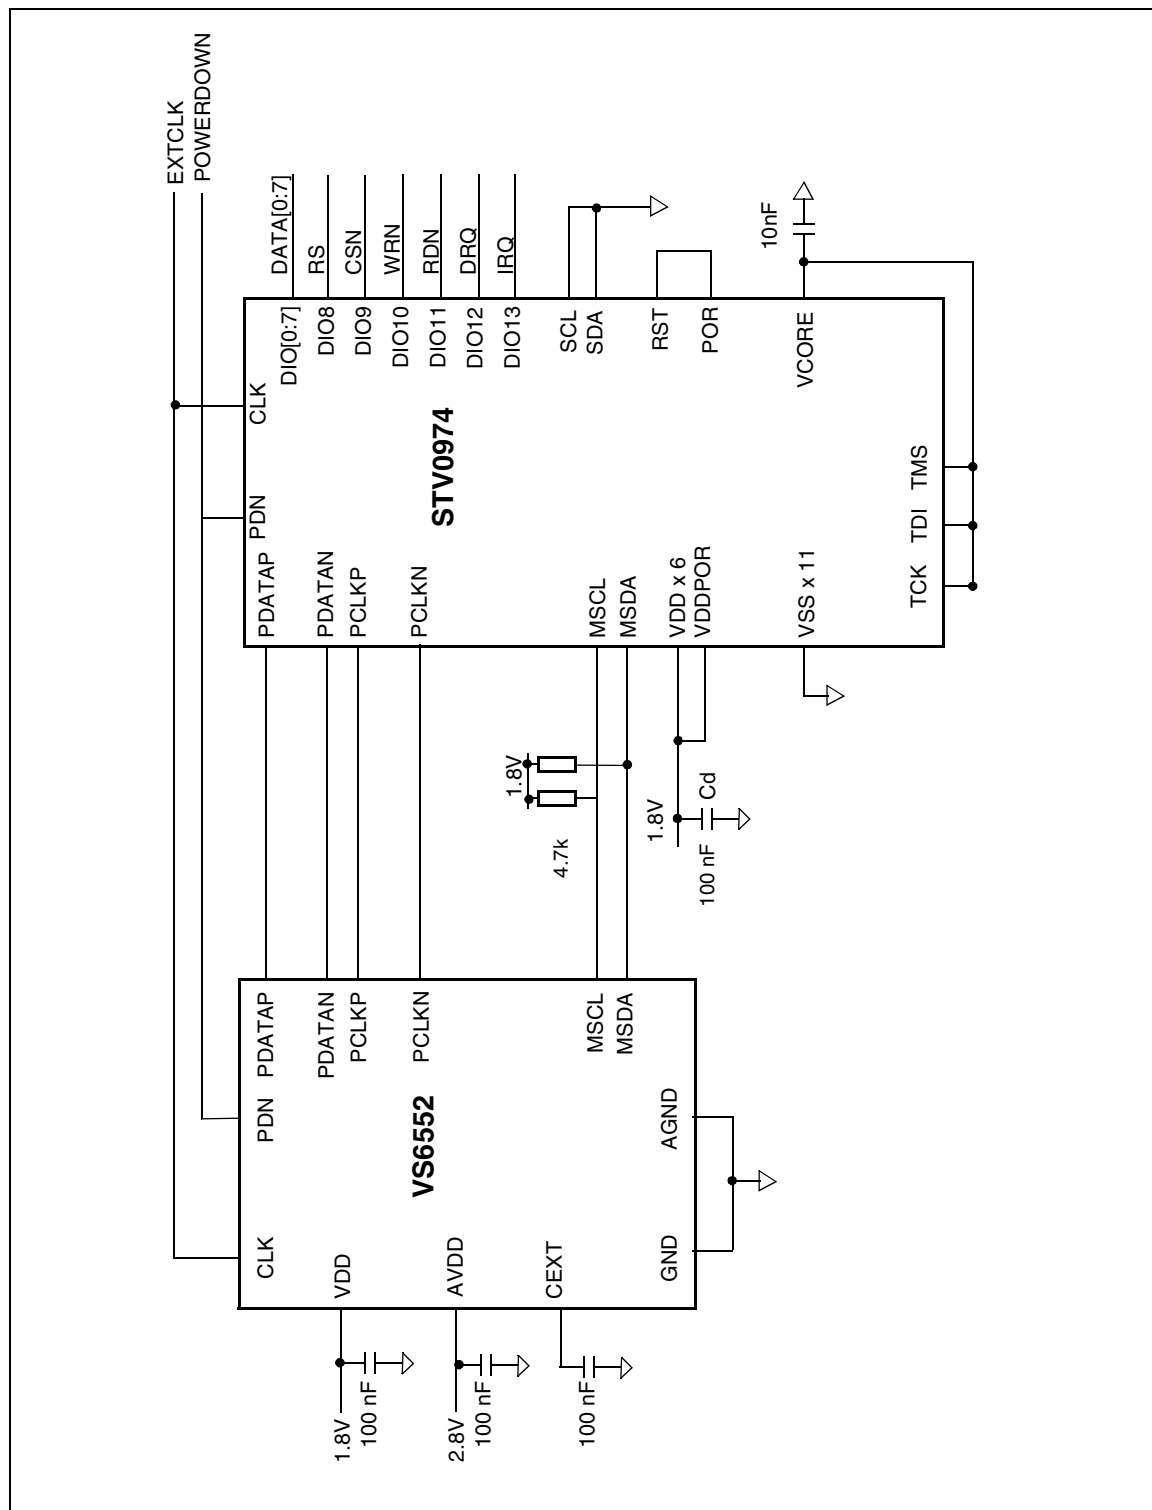 EXTCLK
POWERDOWN
DATA[0:7]
RS
CSN
WRN
RDN
DRQ
IRQ
10nF
CLK
PDN
DIO[0:7]
DIO8
DIO9
DIO10
DIO11
DIO12
DIO13
SCL
SDA
RST
POR
VCORE
STV0974
PDATAP
PDATAN
PCLKP
PCLKN
MSCL
MSDA
VDD x 6
VDDPOR
VSS x 11
TCK
TDI
TMS
1.8V
4.7k
1.8V
Cd
100 nF
PDATAP
PDATAN
PCLKP
PCLKN
MSCL
MSDA
CLK
PDN
VS6552
VDD
AVDD
CEXT
GND
AGND
1.8V
100 nF
2.8V
100 nF
100 nF